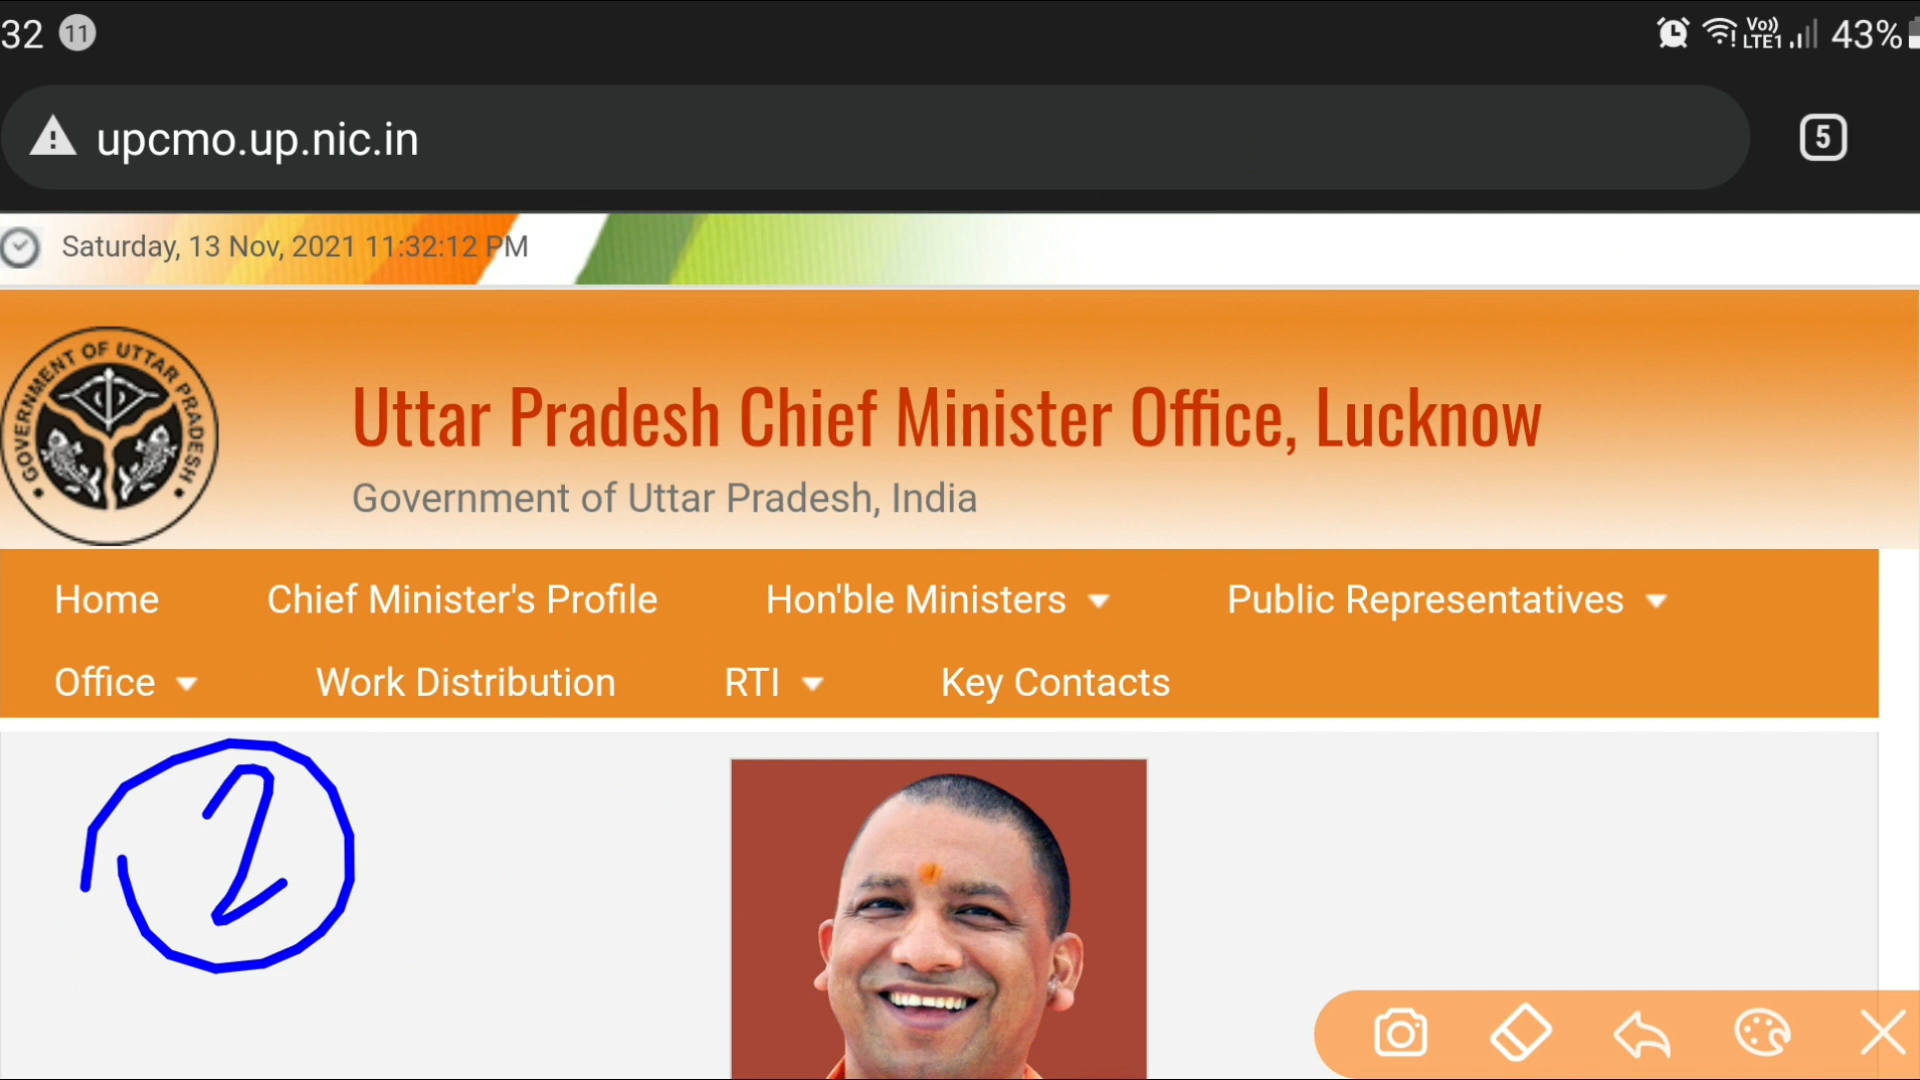 32 11 Vo)) LTE1 43%
upcmo.up.nic.in 5
Saturday, 13 Nov, 2021 11:32:12 PM
GOVERNMENT OF UTTAR PRADESH
Uttar Pradesh Chief Minister Office, Lucknow
Government of Uttar Pradesh, India
Home Chief Minister's Profile Hon'ble Ministers Public Representatives
Office Work Distribution RTI Key Contacts
2